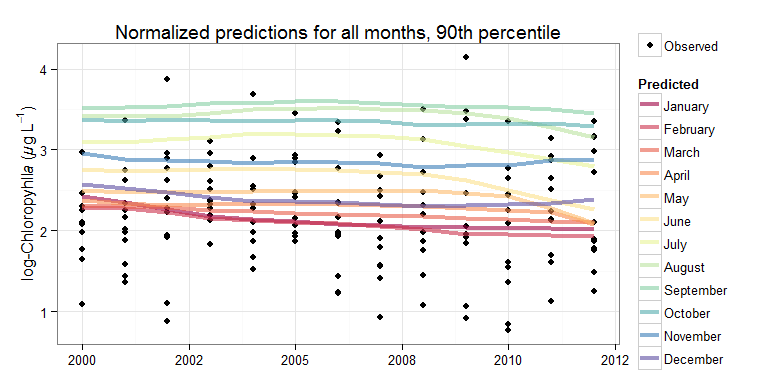 Normalized predictions for all months, 90th percentile
log-Chloropyhlla (μg L⁻¹)
4
3
2
1
2000
2002
2005
2008
2010
2012
Observed
Predicted
January
February
March
April
May
June
July
August
September
October
November
December